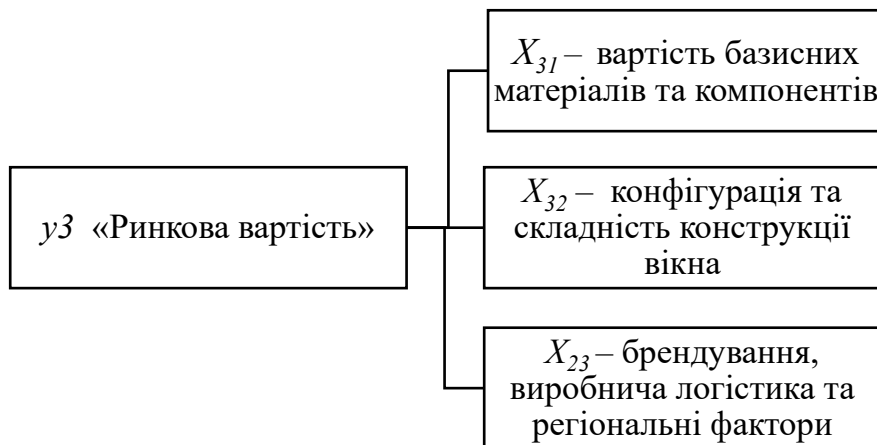 X31 – вартість базисних
матеріалів та компонентів
y3 «Ринкова вартість»
X32 – конфігурація та
складність конструкції
вікна
X23 – брендування,
виробнича логістика та
регіональні фактори